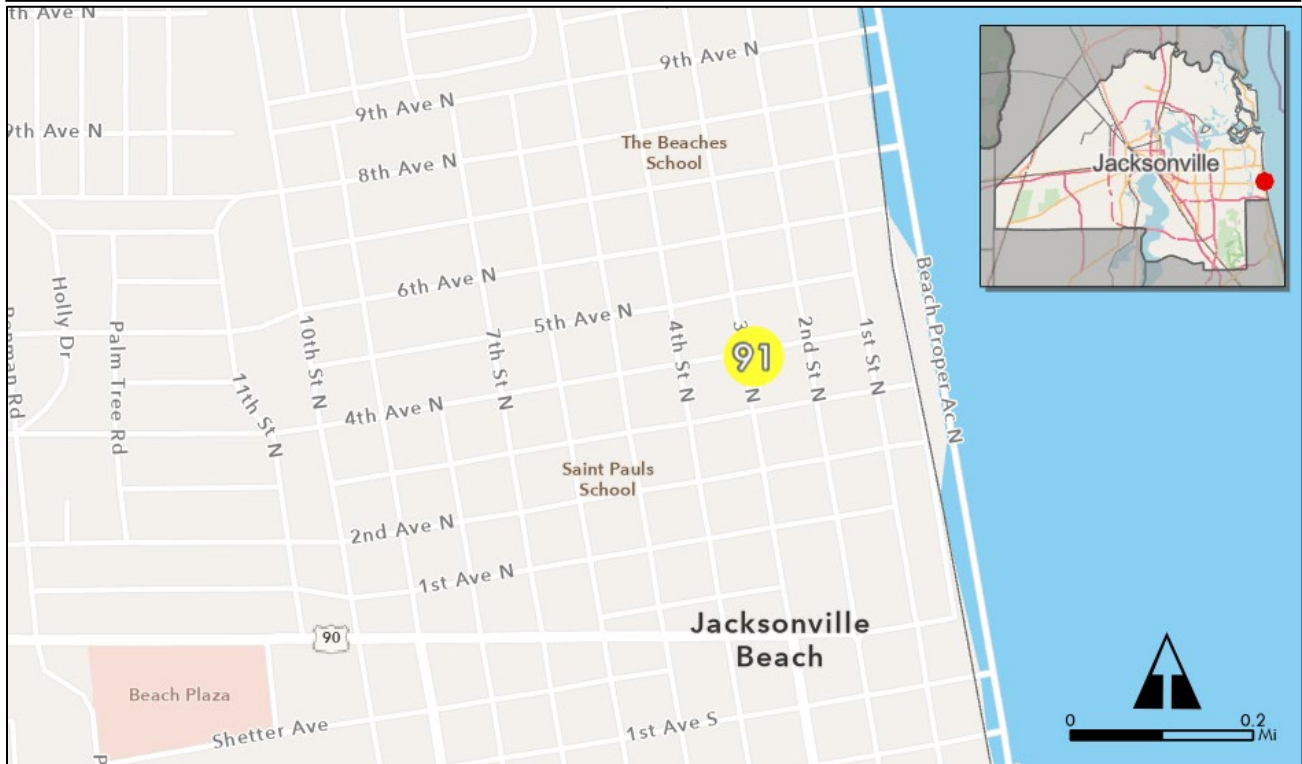 th Ave N
9th Ave N
9th Ave N
9th Ave N
The Beaches
School
8th Ave N
Jacksonville
Holly Dr
6th Ave N
Beach Proper Ac N
Palm Tree Rd
10th St N
7th St N
5th Ave N
4th St N
3
91
N
2nd St N
1st St N
Penman Rd
11th St N
4th Ave N
Saint Pauls
School
2nd Ave N
1st Ave N
90
Jacksonville
Beach
Beach Plaza
Shetter Ave
1st Ave S
P
0
0.2
Mi